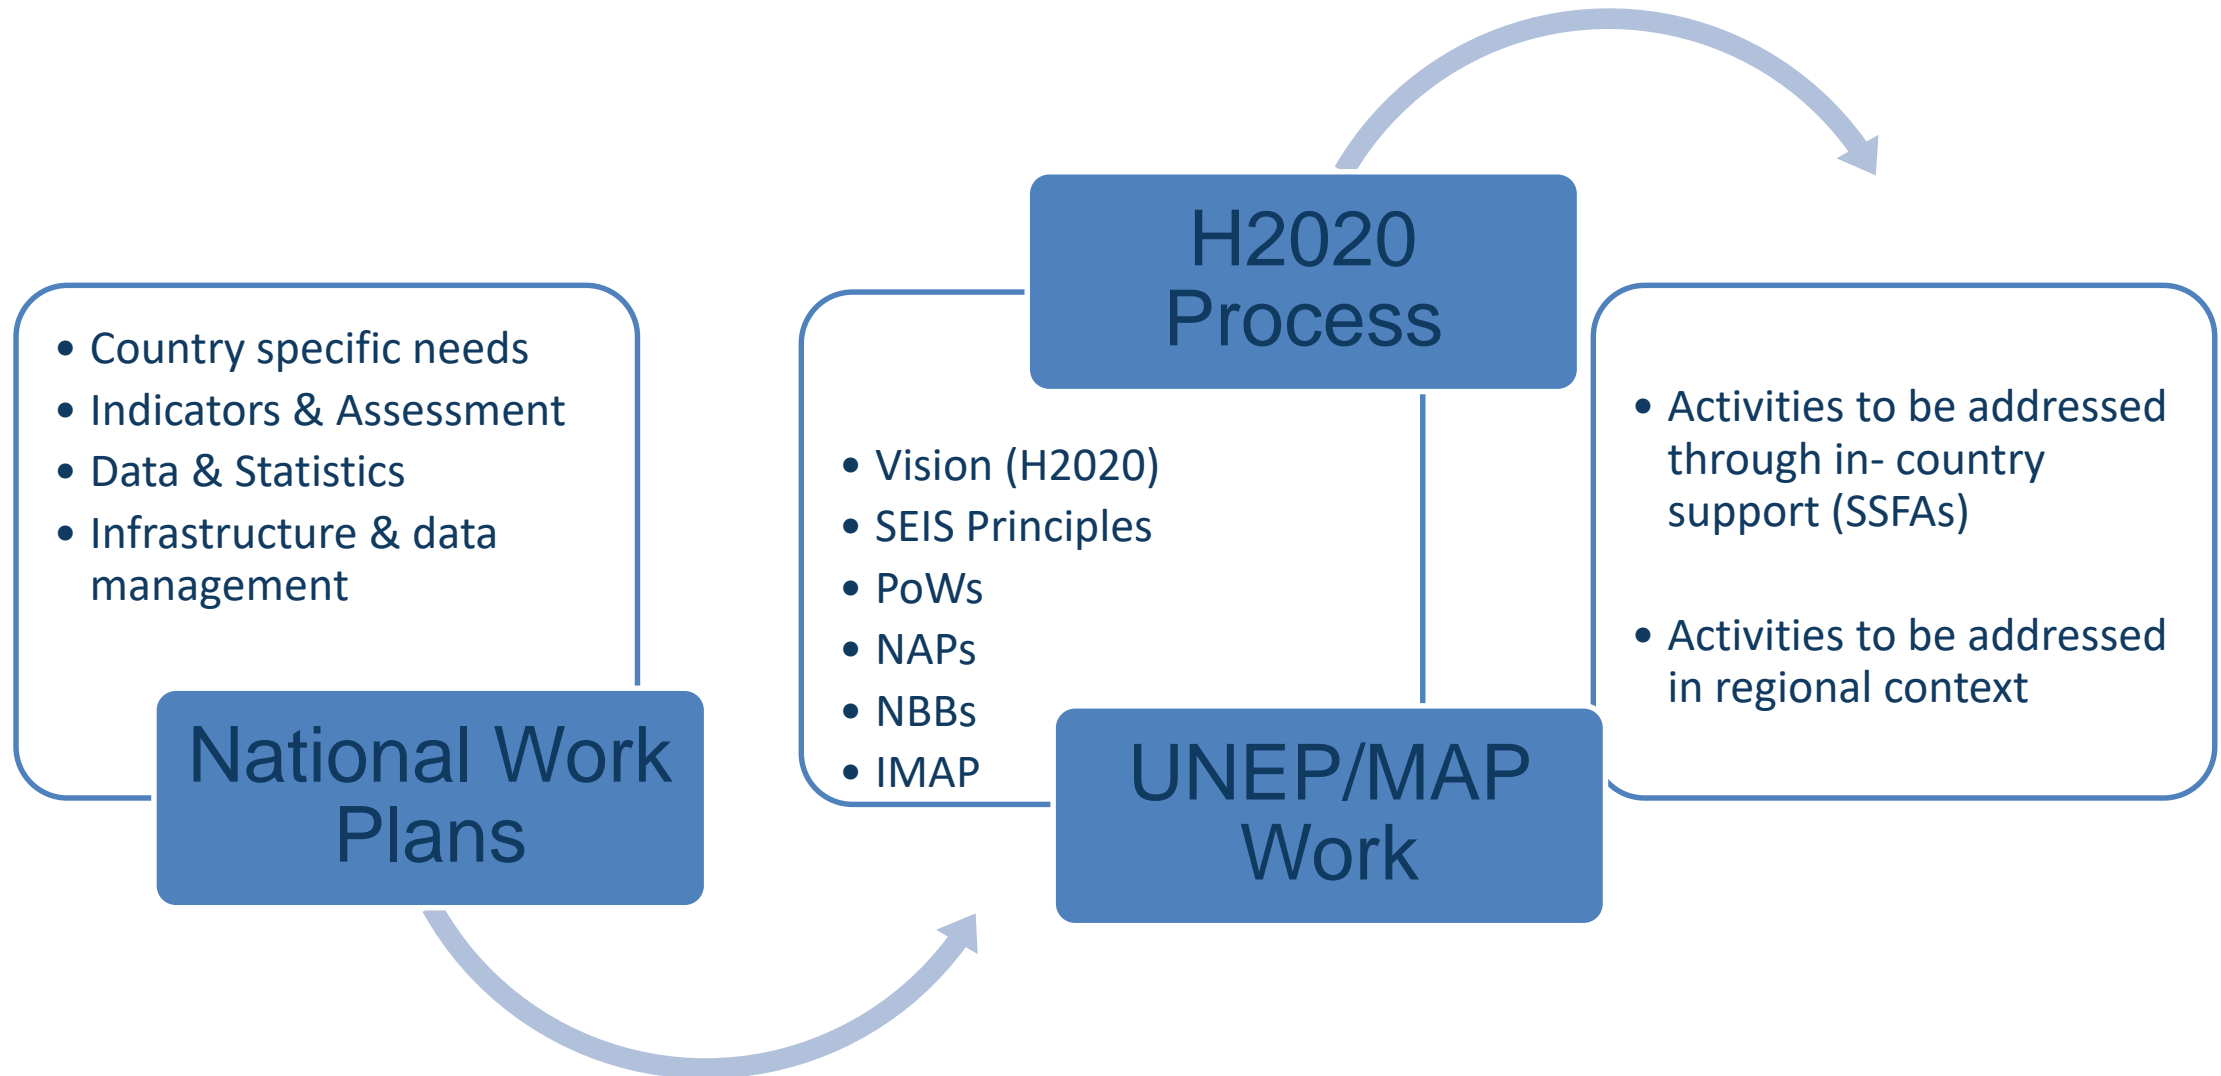 • Country specific needs
• Indicators & Assessment
• Data & Statistics
• Infrastructure & data
management
National Work
Plans
H2020
Process
• Vision (H2020)
• SEIS Principles
• PoWs
• NAPs
• NBBs
• IMAP
UNEP/MAP
Work
• Activities to be addressed
through in- country
support (SSFAs)
• Activities to be addressed
in regional context